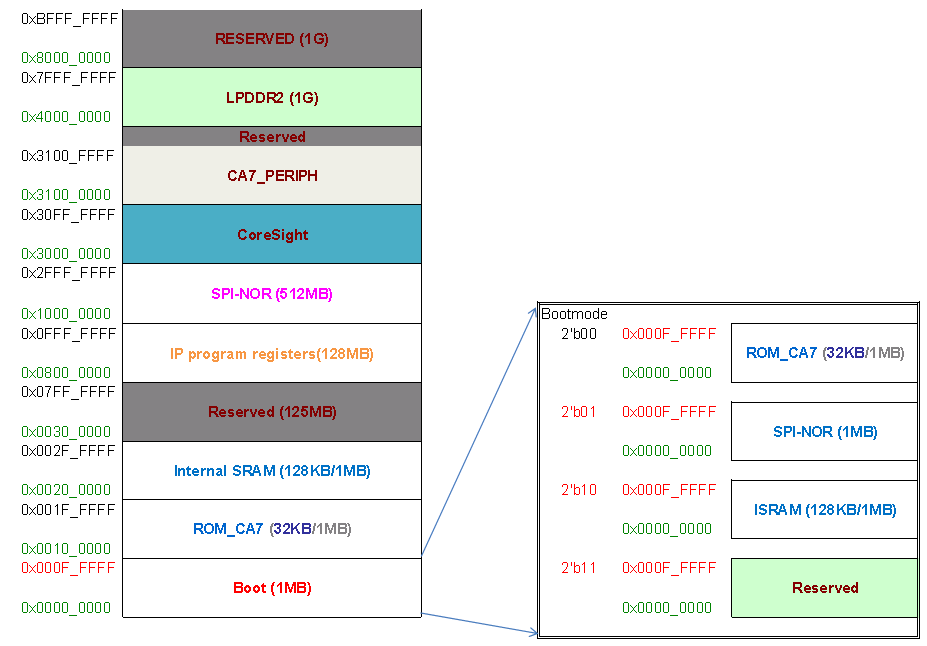 0xBFFF_FFFF
RESERVED (1G)
0x8000_0000
0x7FFF_FFFF
LPDDR2 (1G)
0x4000_0000
Reserved
0x3100_FFFF
CA7_PERIPH
0x3100_0000
0x30FF_FFFF
CoreSight
0x3000_0000
0x2FFF_FFFF
SPI-NOR (512MB)
0x1000_0000
0x0FFF_FFFF
IP program registers(128MB)
0x0800_0000
0x07FF_FFFF
Reserved (125MB)
0x0030_0000
0x002F_FFFF
Internal SRAM (128KB/1MB)
0x0020_0000
0x001F_FFFF
ROM_CA7 (32KB/1MB)
0x0010_0000
0x000F_FFFF
Boot (1MB)
0x0000_0000
Bootmode
2'b00 0x000F_FFFF
ROM_CA7 (32KB/1MB)
0x0000_0000
2'b01 0x000F_FFFF
SPI-NOR (1MB)
0x0000_0000
2'b10 0x000F_FFFF
ISRAM (128KB/1MB)
0x0000_0000
2'b11 0x000F_FFFF
Reserved
0x0000_0000